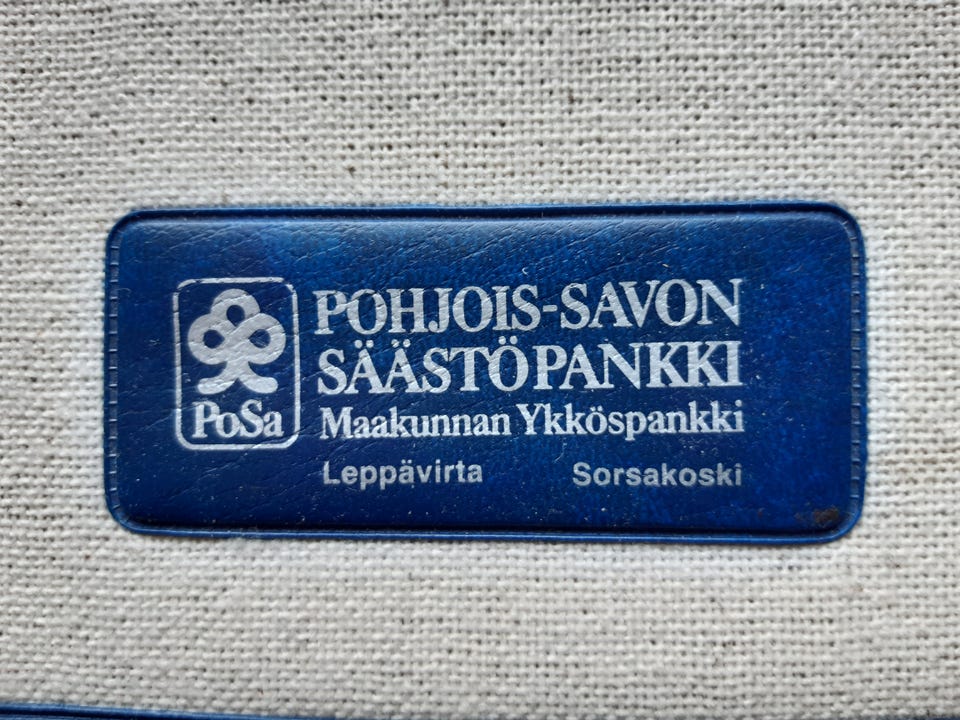 POHJOIS-SAVON
SÄÄSTÖPANKKI
Maakunnan Ykköspankki
Leppävirta Sorsakoski
PoSa